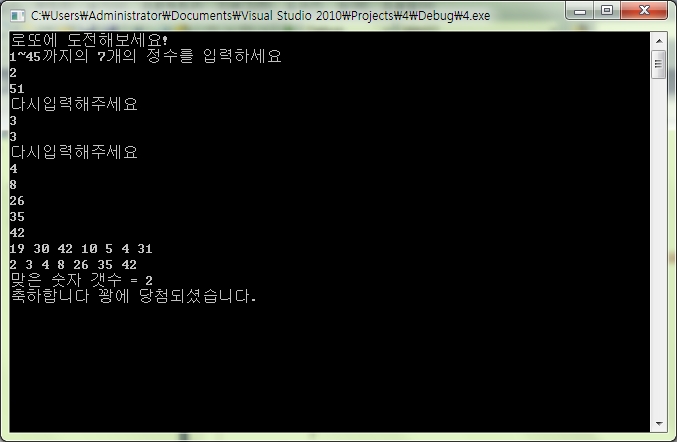 C:₩Users₩Administrator₩Documents₩Visual Studio 2010₩Projects₩4₩Debug₩4.exe
로또에 도전해보세요!
1~45까지의 7개의 정수를 입력하세요
2
51
다시입력해주세요
3
3
다시입력해주세요
4
8
26
35
42
19 30 42 10 5 4 31
2 3 4 8 26 35 42
맞은 숫자 갯수 = 2
축하합니다 꽝에 당첨되셨습니다.